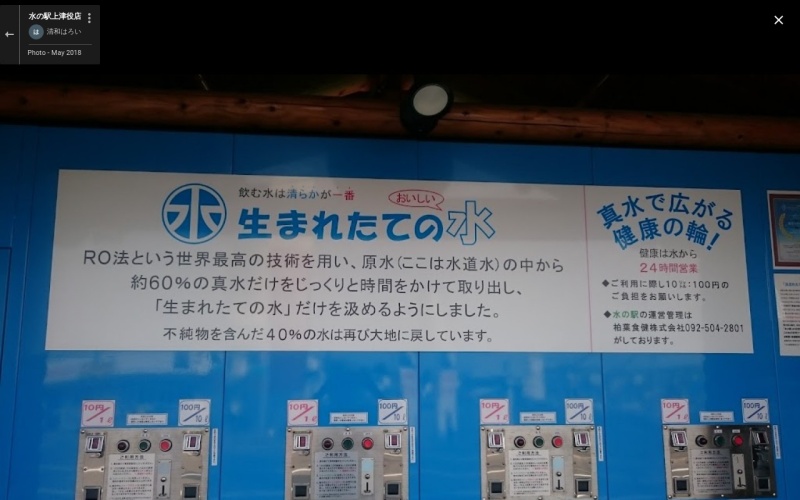 水の駅上津役店
は 清和はろい
Photo - May 2018
飲む水は清らかが一番
おいしい
水 生まれたての水
RO法という世界最高の技術を用い、原水(ここは水道水)の中から
約60%の真水だけをじっくりと時間をかけて取り出し、
「生まれたての水」だけを汲めるようにしました。
不純物を含んだ40%の水は再び大地に戻しています。
真水で広がる
健康の輪!
健康は水から
24時間営業
◆ご利用に際し10ℓ:100円の
ご負担をお願いします。
◆水の駅の運営管理は
柏葉食健株式会社092-504-2801
がしております。
10円/1ℓ 100円/10ℓ
10円/1ℓ 100円/10ℓ
10円/1ℓ 100円/10ℓ
10円/1ℓ 100円/10ℓ